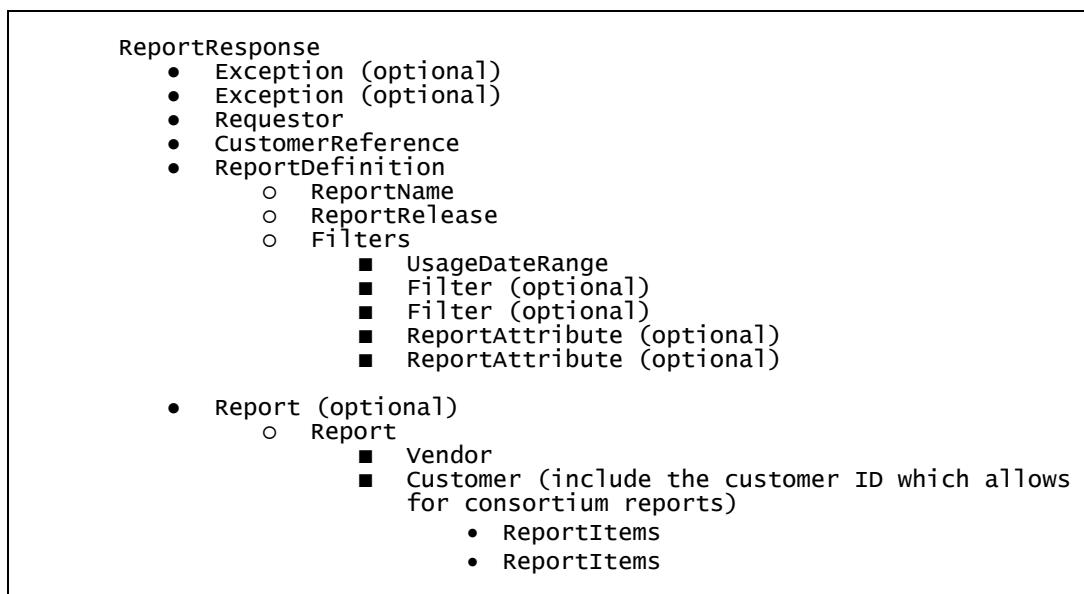 ReportResponse
● Exception (optional)
● Exception (optional)
● Requestor
● CustomerReference
● ReportDefinition
○ ReportName
○ ReportRelease
○ Filters
■ UsageDateRange
■ Filter (optional)
■ Filter (optional)
■ ReportAttribute (optional)
■ ReportAttribute (optional)
● Report (optional)
○ Report
■ Vendor
■ Customer (include the customer ID which allows
for consortium reports)
• ReportItems
• ReportItems